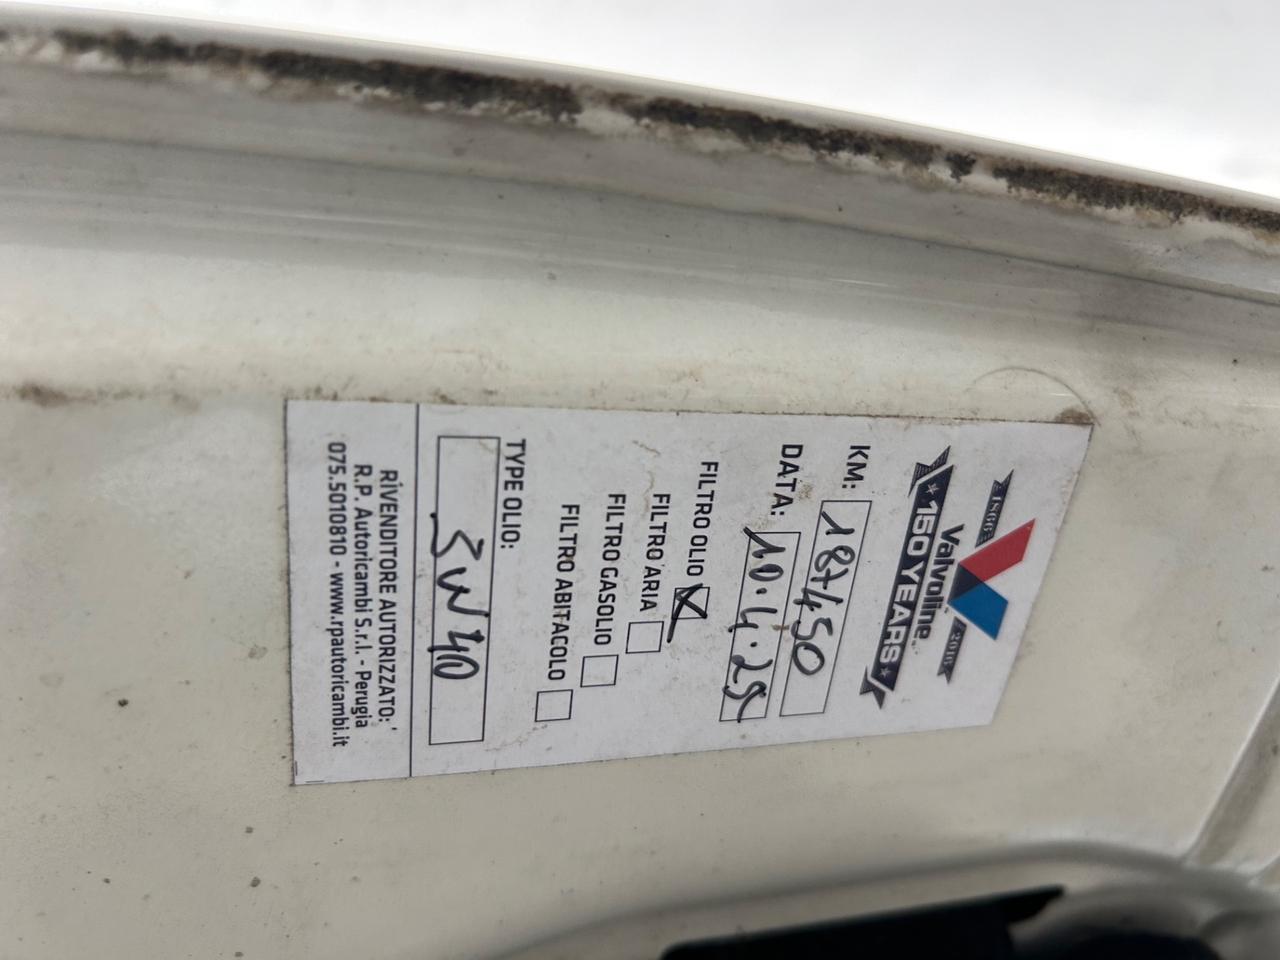 1866
Valvoline™
2016
150 YEARS
KM: 187450
DATA: 10.4.25
FILTRO OLIO X
FILTRO ARIA
FILTRO GASOLIO
FILTRO ABITACOLO
TYPE OLIO:
5W40
RIVENDITORE AUTORIZZATO:
R.P. Autoricambi S.r.l. - Perugia
075.5010810 - www.rpautoricambi.it